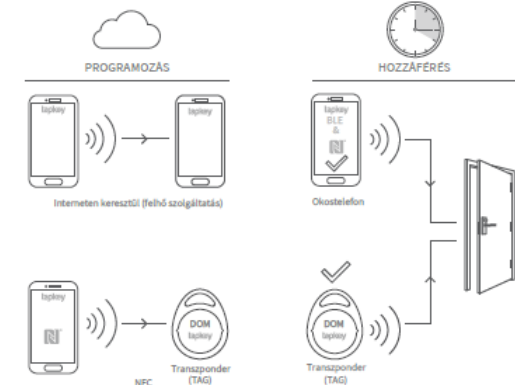 PROGRAMOZÁS
HOZZÁFÉRÉS
tapkey
tapkey
tapkey
BLE
&
N
Interneten keresztül (felhő szolgáltatás)
Okostelefon
tapkey
N
DOM
tapkey
DOM
tapkey
NFC
Transzponder
(TAG)
Transzponder
(TAG)